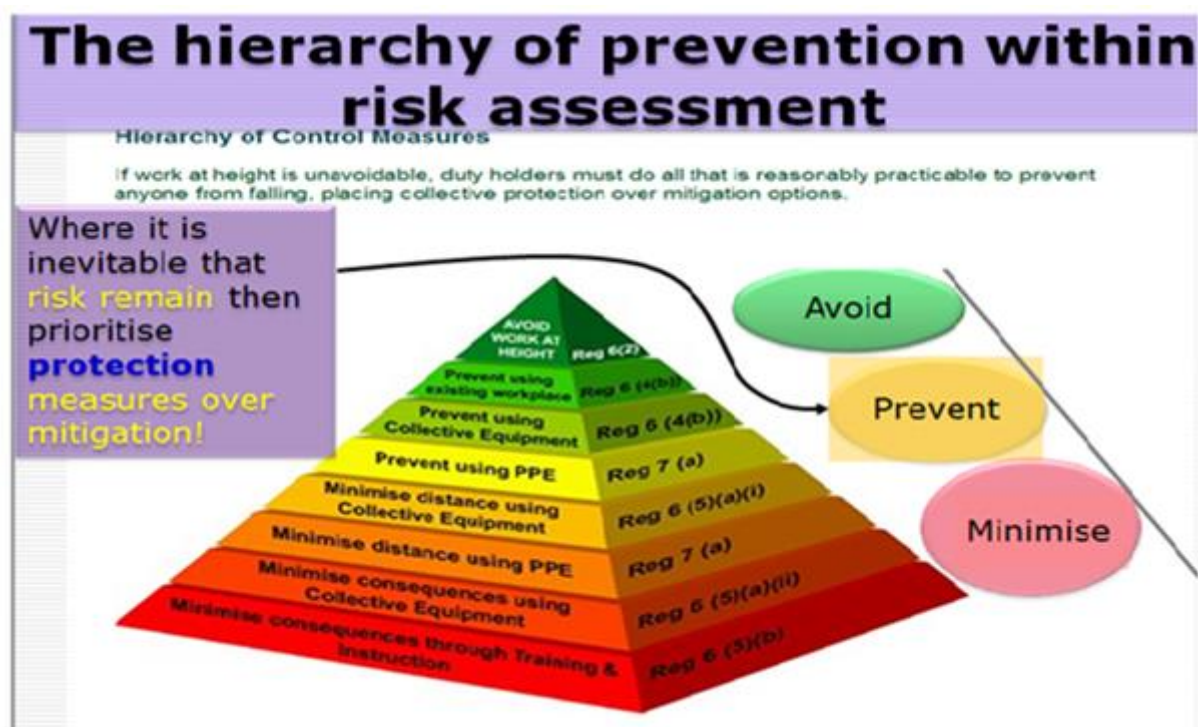 The hierarchy of prevention within
risk assessment
Hierarchy of Control Measures
If work at height is unavoidable, duty holders must do all that is reasonably practicable to prevent
anyone from falling, placing collective protection over mitigation options.
Where it is
inevitable that
risk remain then
prioritise
protection
measures over
mitigation!
AVOID
WORK AT
HEIGHT
Reg 6(2)
Prevent using
existing workplace
Reg 6 (4(b))
Prevent using
Collective Equipment
Reg 6 (4(b))
Prevent using PPE
Reg 7 (a)
Minimise distance using
Collective Equipment
Reg 6 (5)(a)(i)
Minimise distance using PPE
Reg 7 (a)
Minimise consequences using
Collective Equipment
Reg 6 (5)(a)(ii)
Minimise consequences through Training &
Instruction
Reg 6 (5)(b)
Avoid
Prevent
Minimise